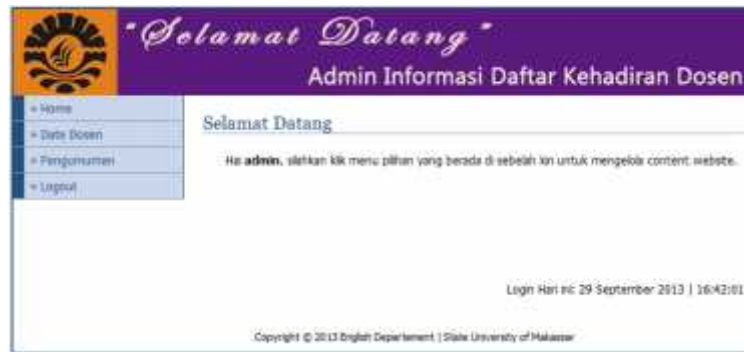 "Selamat Datang"
Admin Informasi Daftar Kehadiran Dosen
» Home
» Data Dosen
» Pengumuman
» Logout
Selamat Datang
Hai admin, silahkan klik menu pilihan yang berada di sebelah kiri untuk mengelola content website.
Login Hari ini: 29 September 2013 | 16:42:01
Copyright © 2013 English Departement | State University of Makassar